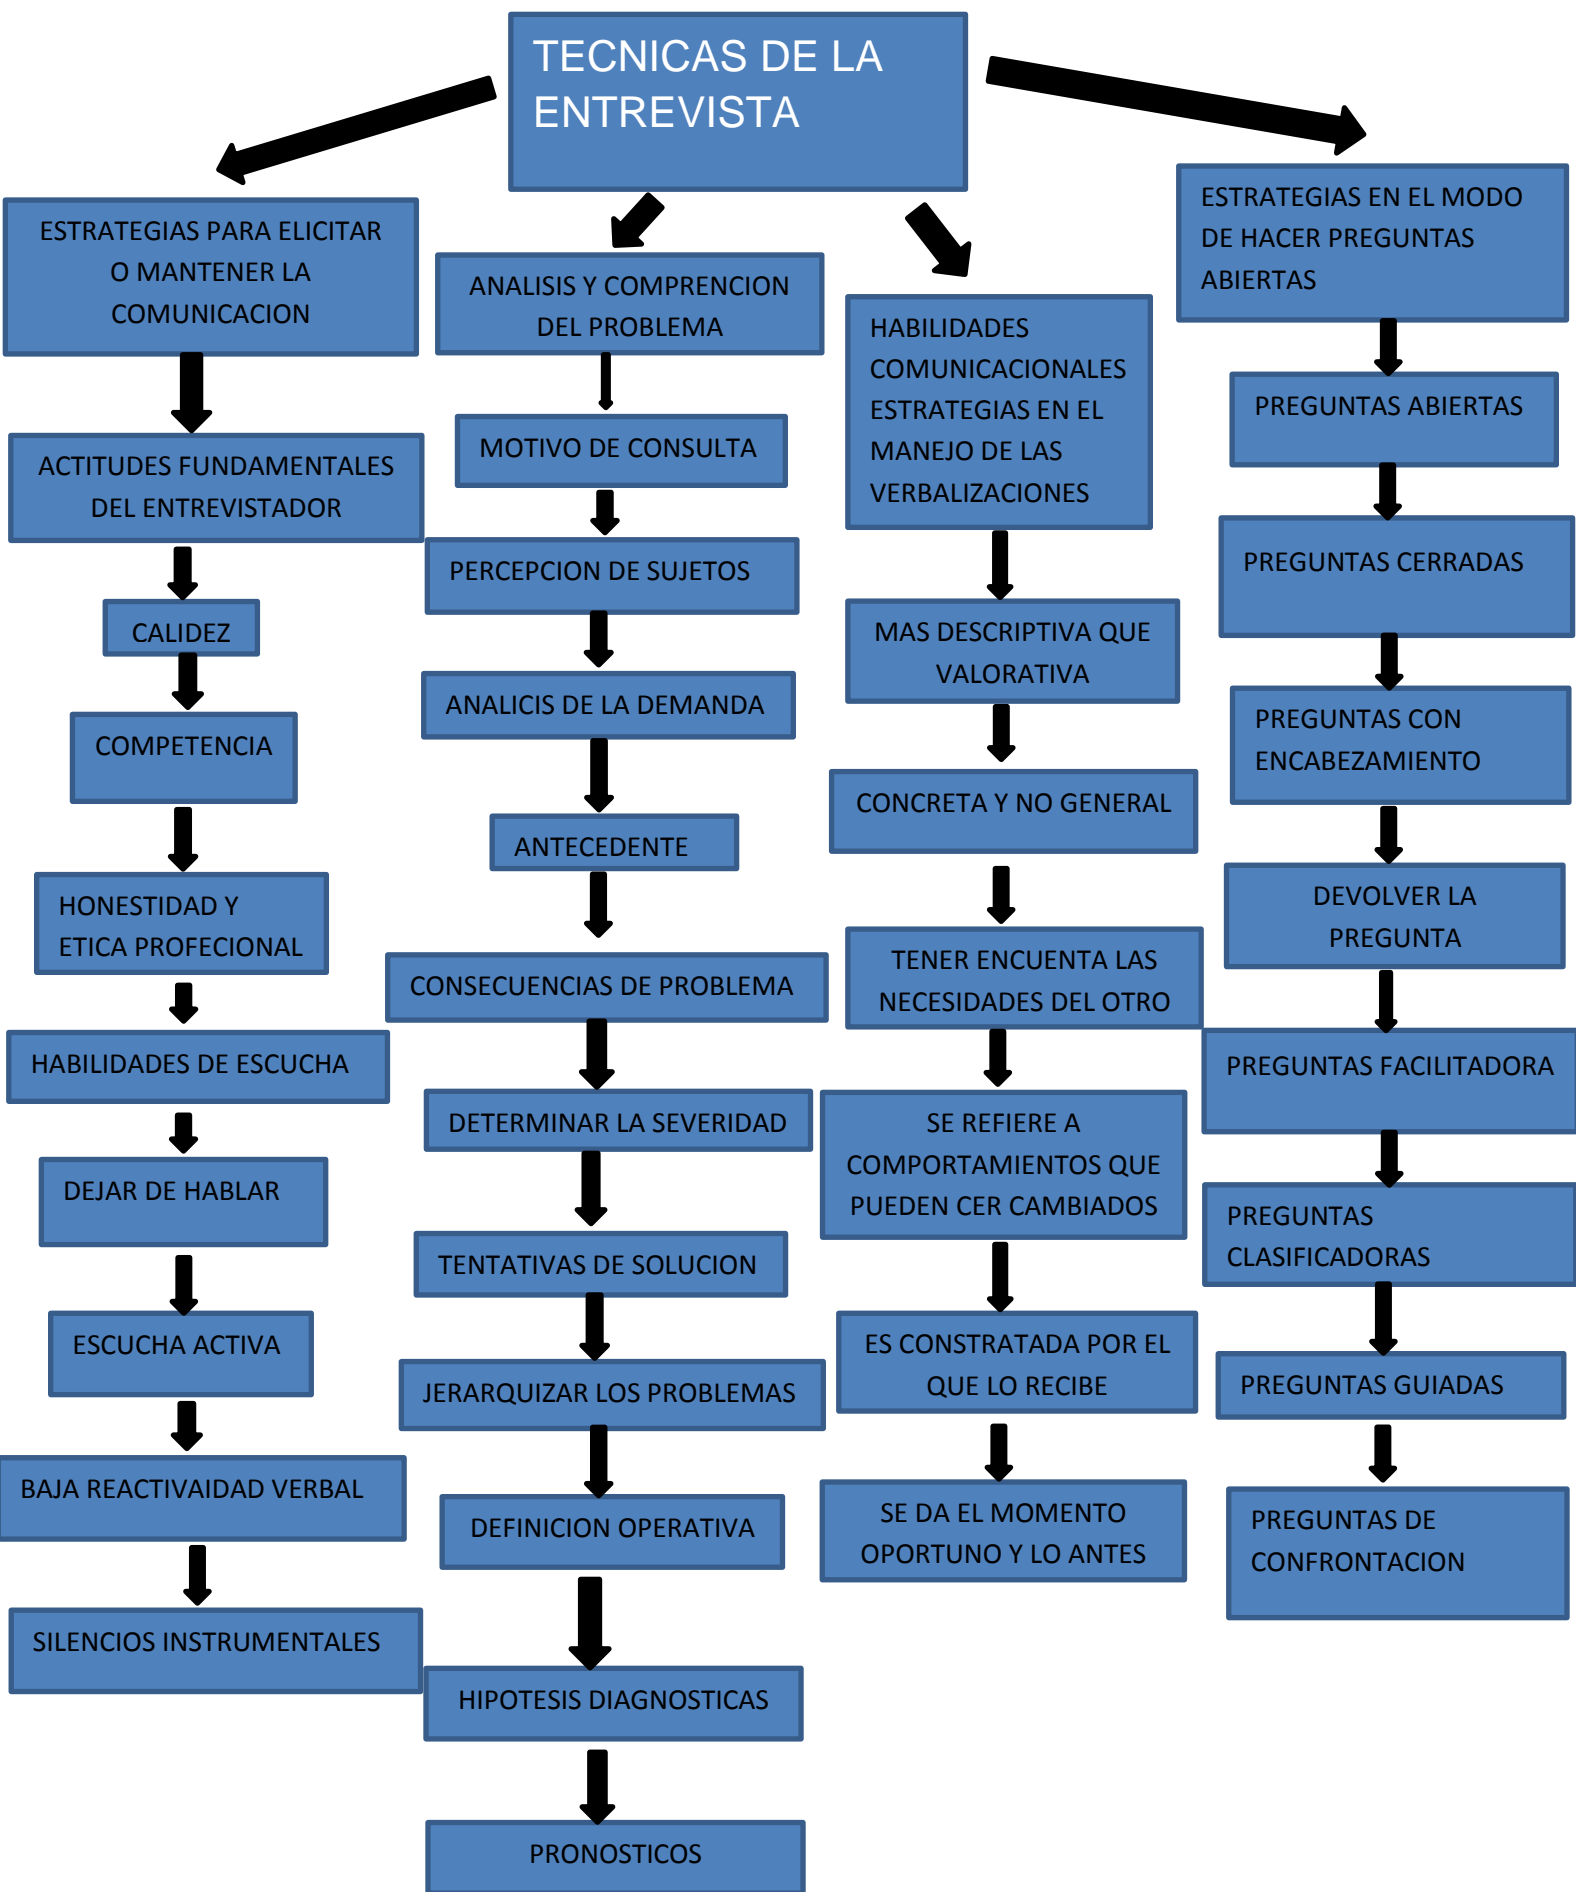 TECNICAS DE LA
ENTREVISTA
ESTRATEGIAS PARA ELICITAR
O MANTENER LA
COMUNICACION
ACTITUDES FUNDAMENTALES
DEL ENTREVISTADOR
CALIDEZ
COMPETENCIA
HONESTIDAD Y
ETICA PROFECIONAL
HABILIDADES DE ESCUCHA
DEJAR DE HABLAR
ESCUCHA ACTIVA
BAJA REACTIVAIDAD VERBAL
SILENCIOS INSTRUMENTALES
ANALISIS Y COMPRENCION
DEL PROBLEMA
MOTIVO DE CONSULTA
PERCEPCION DE SUJETOS
ANALICIS DE LA DEMANDA
ANTECEDENTE
CONSECUENCIAS DE PROBLEMA
DETERMINAR LA SEVERIDAD
TENTATIVAS DE SOLUCION
JERARQUIZAR LOS PROBLEMAS
DEFINICION OPERATIVA
HIPOTESIS DIAGNOSTICAS
PRONOSTICOS
HABILIDADES
COMUNICACIONALES
ESTRATEGIAS EN EL
MANEJO DE LAS
VERBALIZACIONES
MAS DESCRIPTIVA QUE
VALORATIVA
CONCRETA Y NO GENERAL
TENER ENCUENTA LAS
NECESIDADES DEL OTRO
SE REFIERE A
COMPORTAMIENTOS QUE
PUEDEN CER CAMBIADOS
ES CONSTRATADA POR EL
QUE LO RECIBE
SE DA EL MOMENTO
OPORTUNO Y LO ANTES
ESTRATEGIAS EN EL MODO
DE HACER PREGUNTAS
ABIERTAS
PREGUNTAS ABIERTAS
PREGUNTAS CERRADAS
PREGUNTAS CON
ENCABEZAMIENTO
DEVOLVER LA
PREGUNTA
PREGUNTAS FACILITADORA
PREGUNTAS
CLASIFICADORAS
PREGUNTAS GUIADAS
PREGUNTAS DE
CONFRONTACION